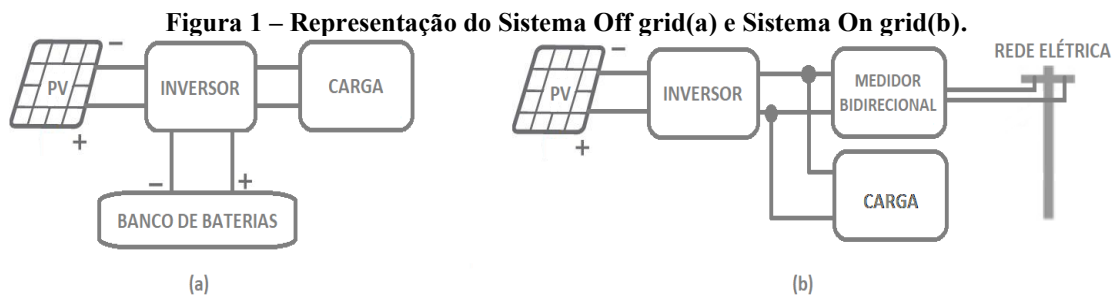 Figura 1 – Representação do Sistema Off grid(a) e Sistema On grid(b).
PV
−
+
INVERSOR
CARGA
−
+
BANCO DE BATERIAS
(a)
PV
−
+
INVERSOR
MEDIDOR
BIDIRECIONAL
CARGA
REDE ELÉTRICA
(b)